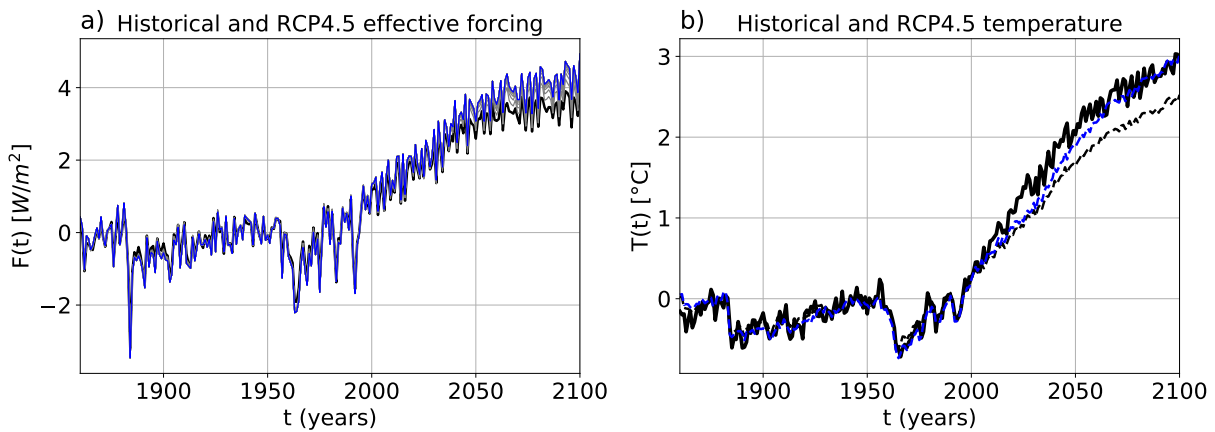 a) Historical and RCP4.5 effective forcing
F(t) [W/m²]
4
2
0
−2
1900 1950 2000 2050 2100
t (years)
b) Historical and RCP4.5 temperature
T(t) [°C]
3
2
1
0
1900 1950 2000 2050 2100
t (years)